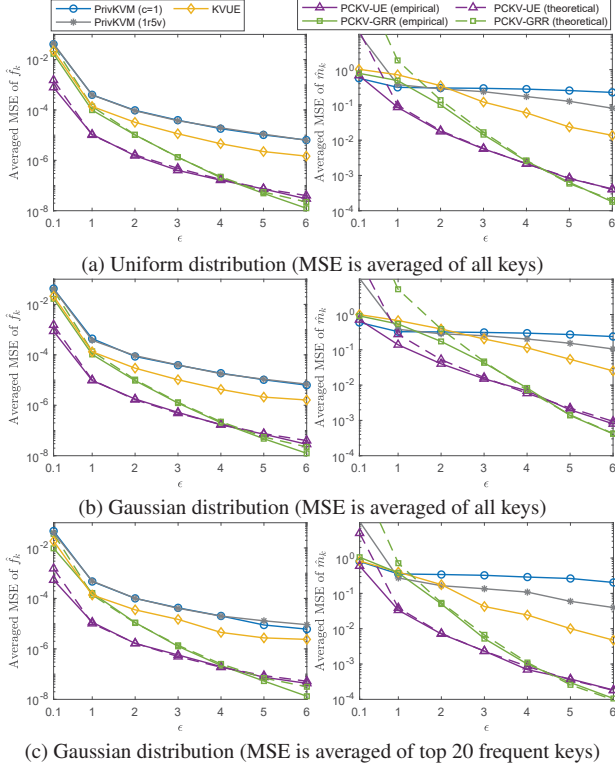 PrivKVM (c=1)
KVUE
PrivKVM (1r5v)
PCKV-UE (empirical)
PCKV-UE (theoretical)
PCKV-GRR (empirical)
PCKV-GRR (theoretical)
Averaged MSE of f̂_k
10^-2
10^-4
10^-6
10^-8
0.1 1 2 3 4 5 6
ϵ
Averaged MSE of m̂_k
10^0
10^-1
10^-2
10^-3
10^-4
0.1 1 2 3 4 5 6
ϵ
(a) Uniform distribution (MSE is averaged of all keys)
Averaged MSE of f̂_k
10^-2
10^-4
10^-6
10^-8
0.1 1 2 3 4 5 6
ϵ
Averaged MSE of m̂_k
10^0
10^-1
10^-2
10^-3
10^-4
0.1 1 2 3 4 5 6
ϵ
(b) Gaussian distribution (MSE is averaged of all keys)
Averaged MSE of f̂_k
10^-2
10^-4
10^-6
10^-8
0.1 1 2 3 4 5 6
ϵ
Averaged MSE of m̂_k
10^0
10^-1
10^-2
10^-3
10^-4
0.1 1 2 3 4 5 6
ϵ
(c) Gaussian distribution (MSE is averaged of top 20 frequent keys)